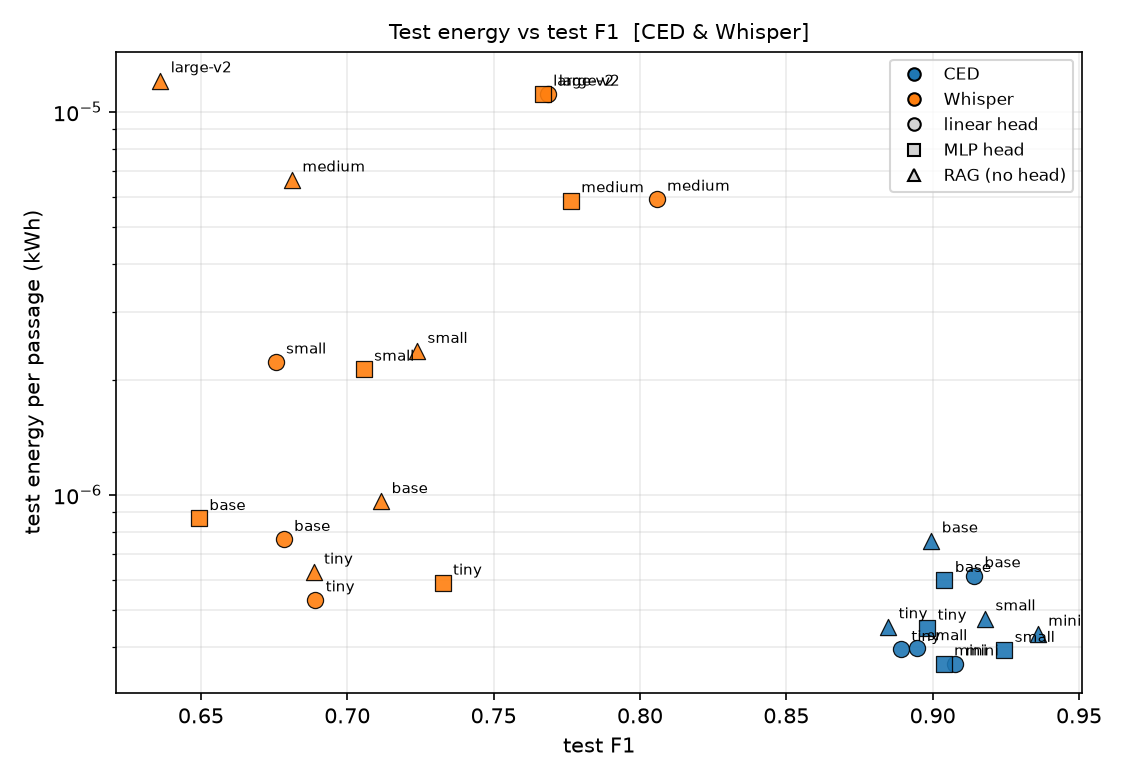 Test energy vs test F1  [CED & Whisper]
test energy per passage (kWh)
10⁻⁵
10⁻⁶
CED
Whisper
linear head
MLP head
RAG (no head)
large-v2
large-v2
large-v2
medium
medium
medium
small
small
small
base
base
base
tiny
tiny
tiny
base
base
base
tiny
tiny
small
mini
tiny
small
small
mini
mini
0.65
0.70
0.75
0.80
0.85
0.90
0.95
test F1